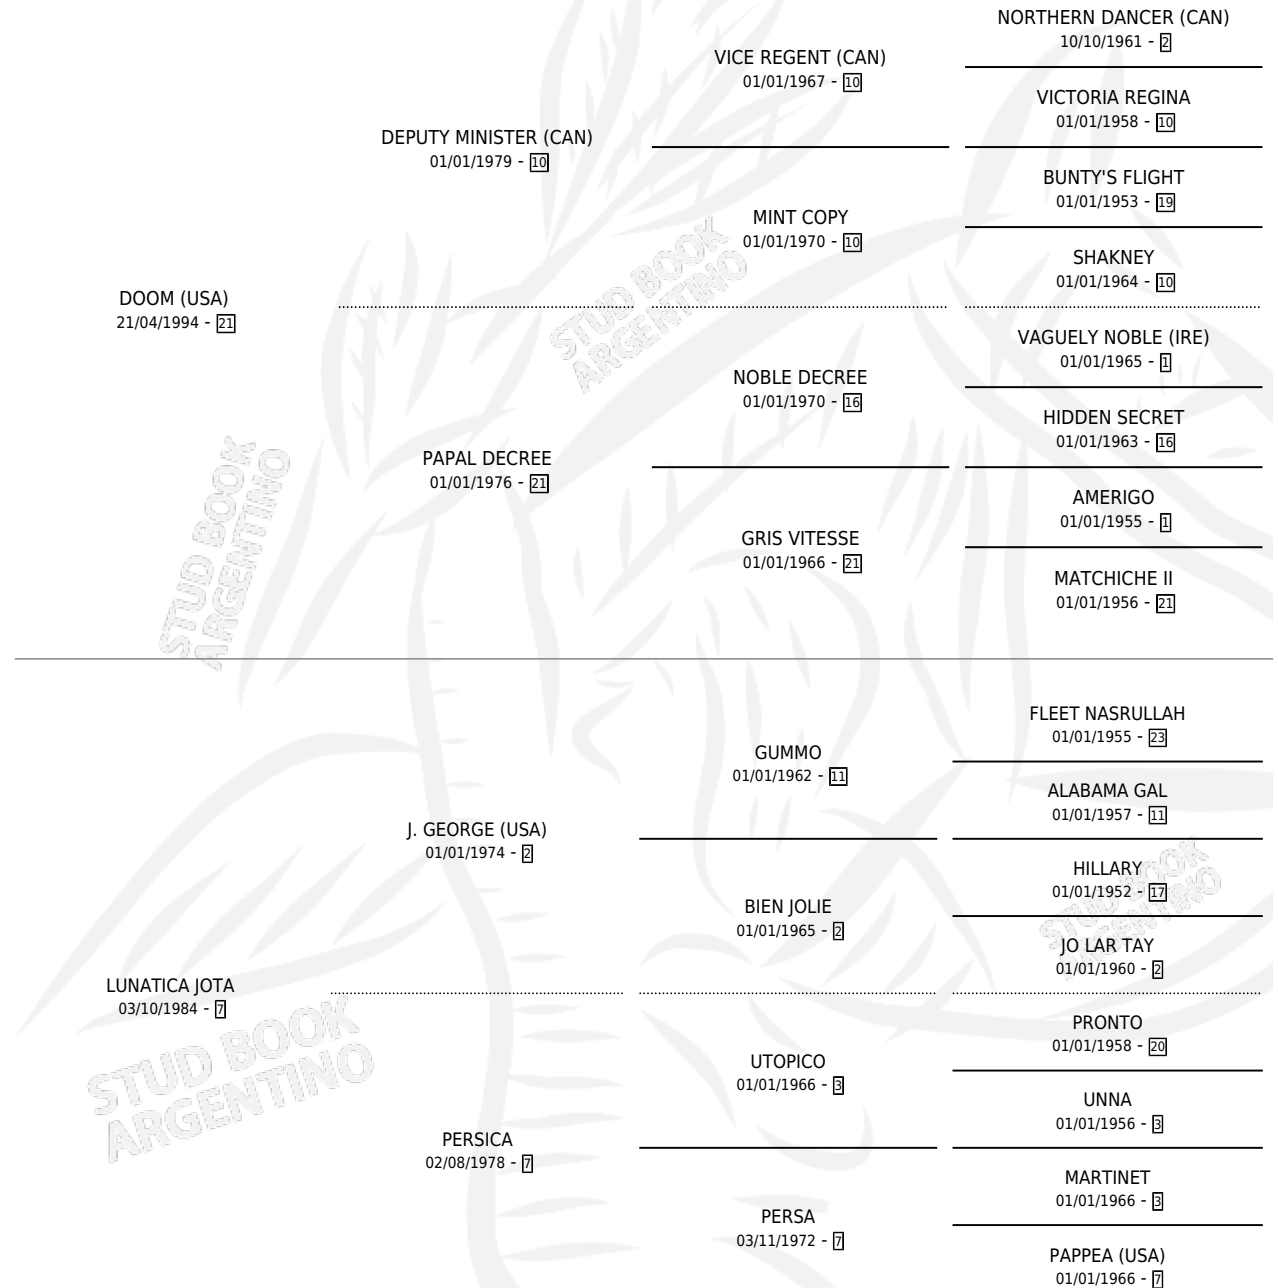 NORTHERN DANCER (CAN)
10/10/1961 - 2
VICE REGENT (CAN)
01/01/1967 - 10
VICTORIA REGINA
01/01/1958 - 10
DEPUTY MINISTER (CAN)
01/01/1979 - 10
BUNTY'S FLIGHT
01/01/1953 - 19
MINT COPY
01/01/1970 - 10
SHAKNEY
01/01/1964 - 10
DOOM (USA)
21/04/1994 - 21
VAGUELY NOBLE (IRE)
01/01/1965 - 1
NOBLE DECREE
01/01/1970 - 16
HIDDEN SECRET
01/01/1963 - 16
PAPAL DECREE
01/01/1976 - 21
AMERIGO
01/01/1955 - 1
GRIS VITESSE
01/01/1966 - 21
MATCHICHE II
01/01/1956 - 21
FLEET NASRULLAH
01/01/1955 - 23
GUMMO
01/01/1962 - 11
ALABAMA GAL
01/01/1957 - 11
J. GEORGE (USA)
01/01/1974 - 2
HILLARY
01/01/1952 - 17
BIEN JOLIE
01/01/1965 - 2
JO LAR TAY
01/01/1960 - 2
LUNATICA JOTA
03/10/1984 - 7
PRONTO
01/01/1958 - 20
UTOPICO
01/01/1966 - 3
UNNA
01/01/1956 - 3
PERSICA
02/08/1978 - 7
MARTINET
01/01/1966 - 3
PERSA
03/11/1972 - 7
PAPPEA (USA)
01/01/1966 - 7
STUD BOOK
ARGENTINO
STUD BOOK
ARGENTINO
STUD BOOK
ARGENTINO
STUD BOOK
ARGENTINO